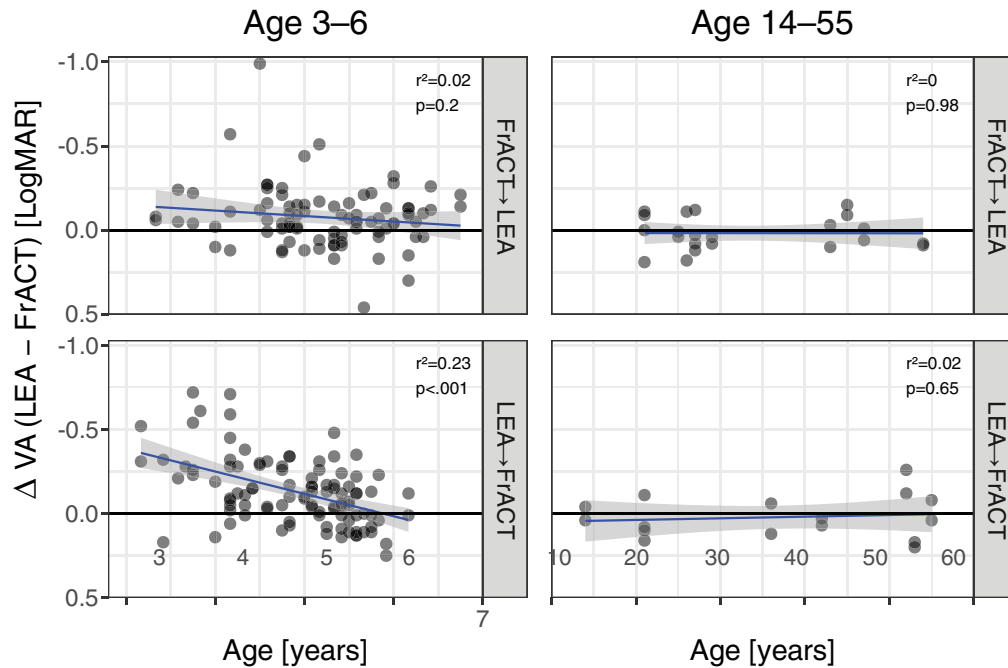 Age 3–6
Age 14–55
Δ VA (LEA – FrACT) [LogMAR]
-1.0
-0.5
0.0
0.5
r²=0.02
p=0.2
FrACT→LEA
r²=0
p=0.98
FrACT→LEA
-1.0
-0.5
0.0
0.5
r²=0.23
p<.001
LEA→FrACT
r²=0.02
p=0.65
LEA→FrACT
3 4 5 6
7
10 20 30 40 50 60
Age [years]
Age [years]